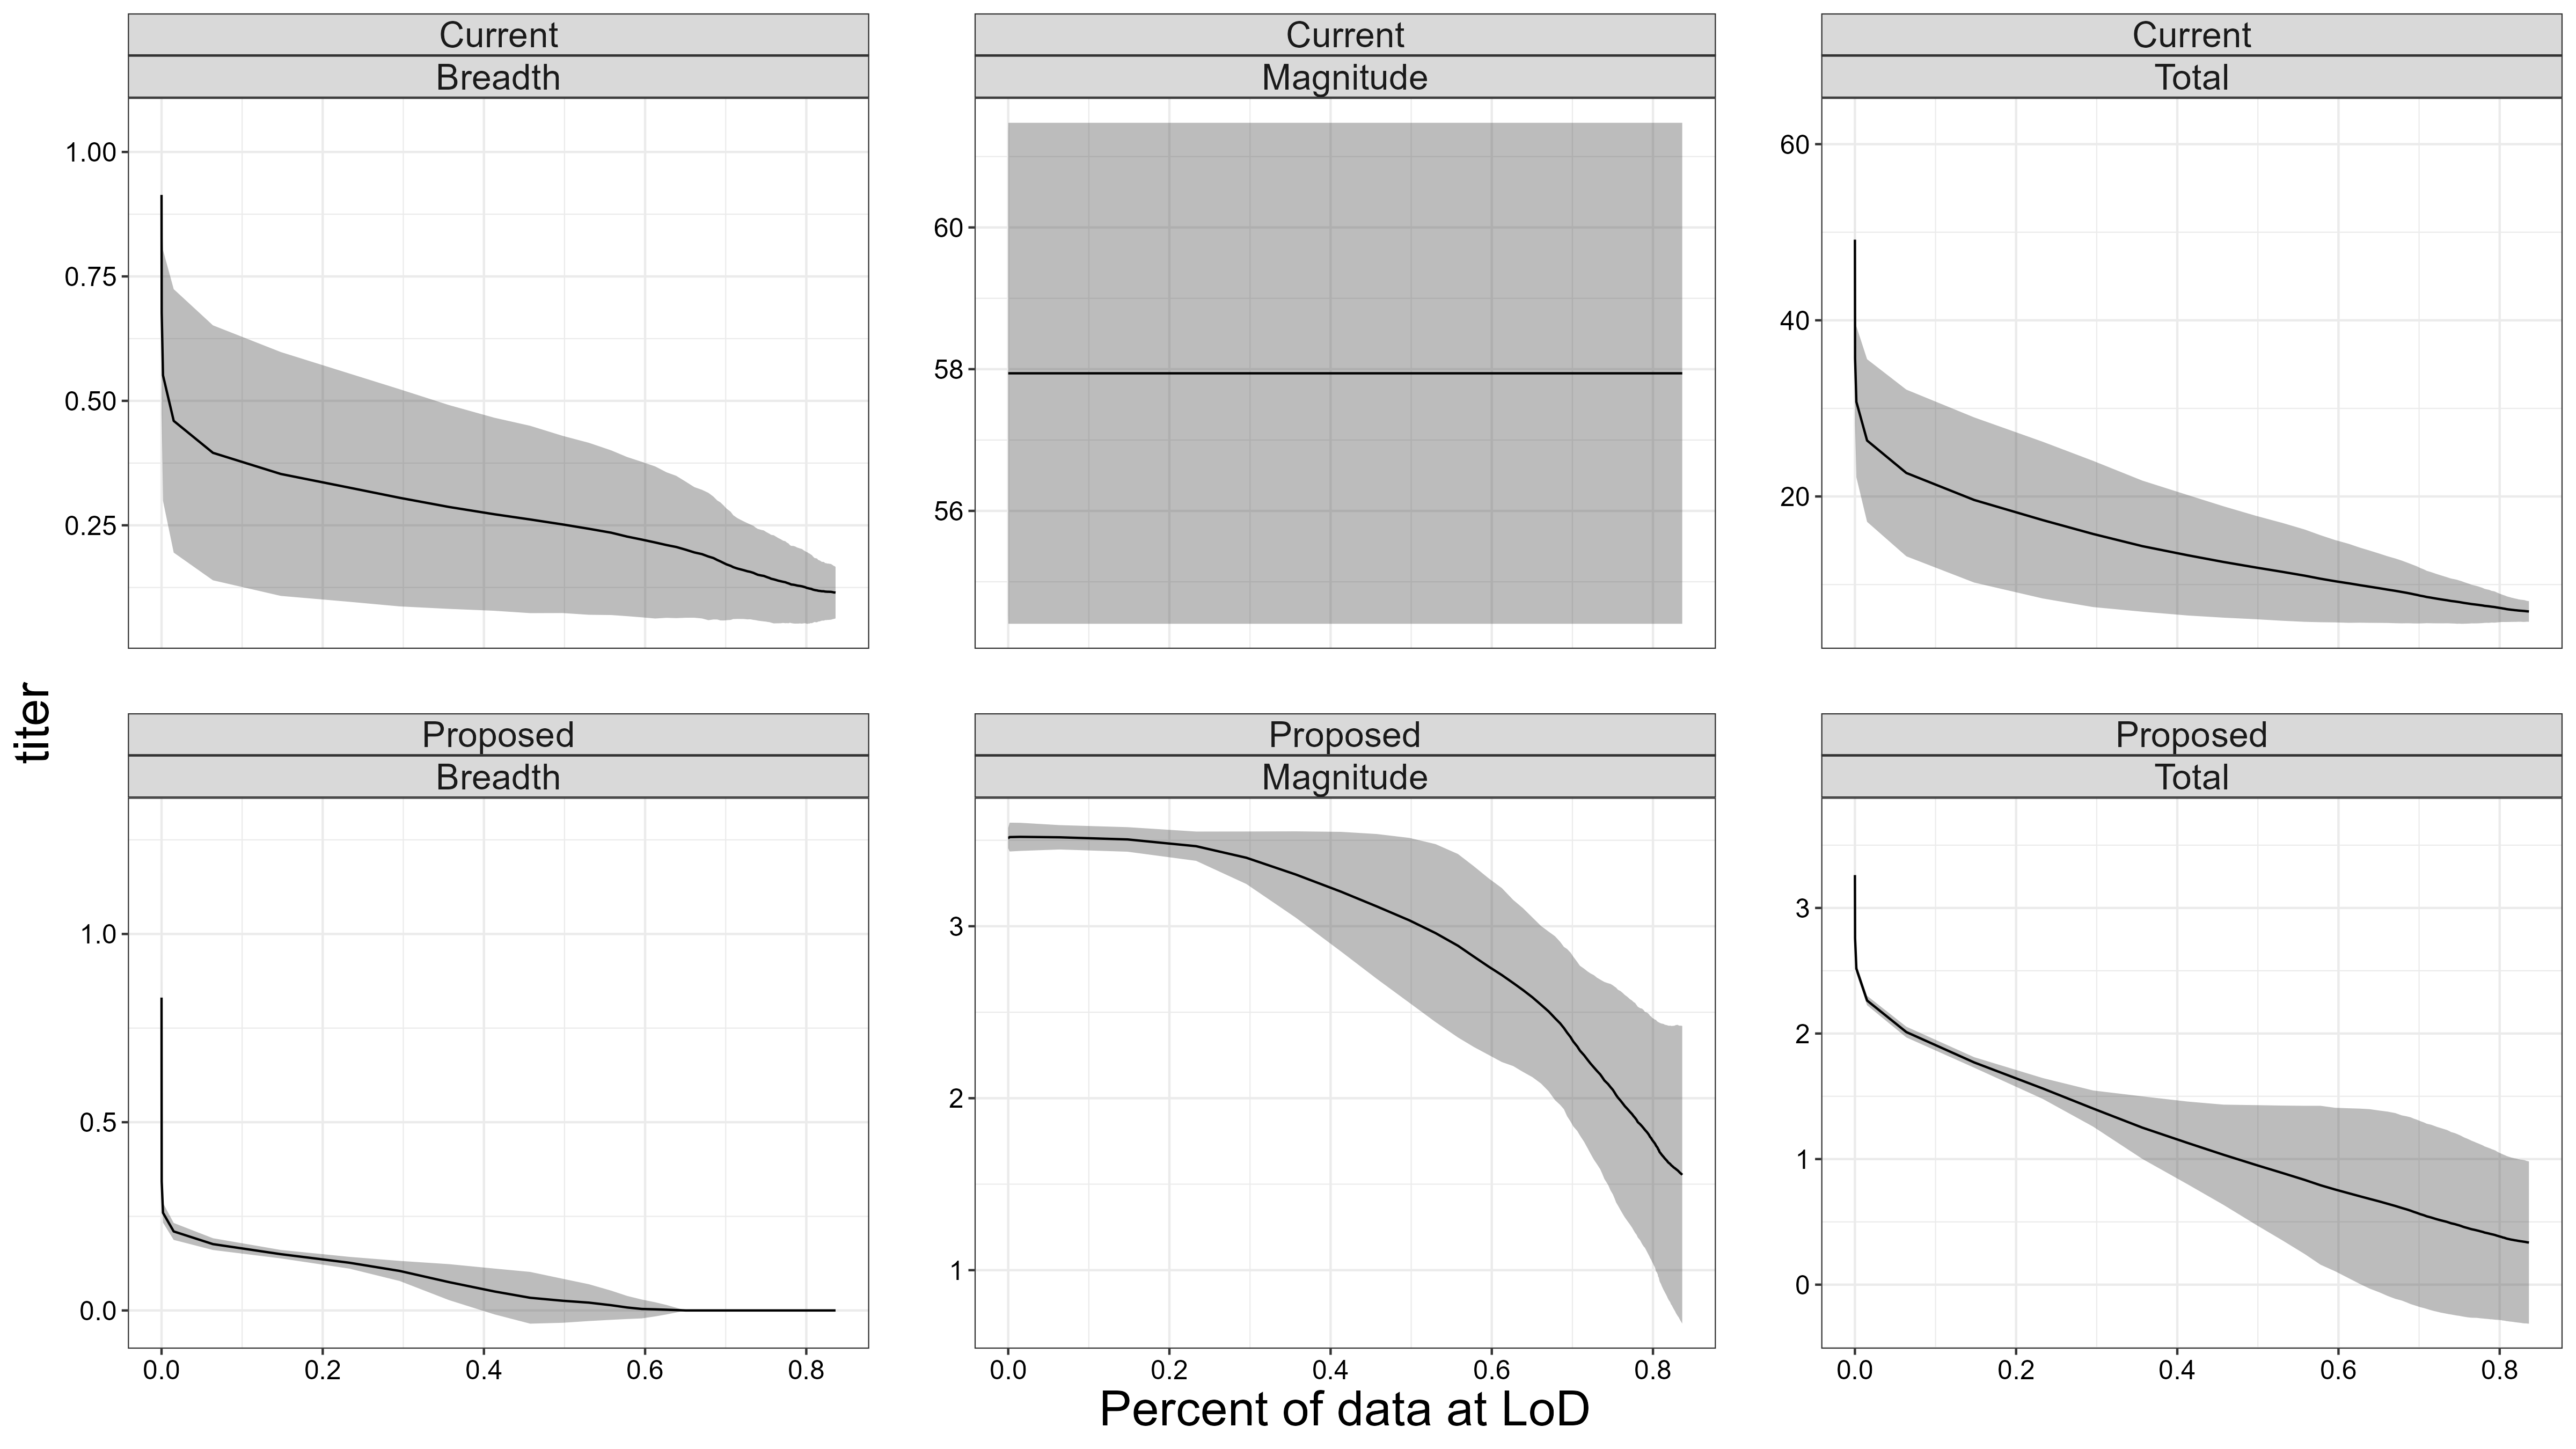 Current
Current
Current
Breadth
Magnitude
Total
1.00
0.75
0.50
0.25
60
58
56
60
40
20
titer
Proposed
Proposed
Proposed
Breadth
Magnitude
Total
1.0
0.5
0.0
3
2
1
3
2
1
0
0.0 0.2 0.4 0.6 0.8
0.0 0.2 0.4 0.6 0.8
0.0 0.2 0.4 0.6 0.8
Percent of data at LoD